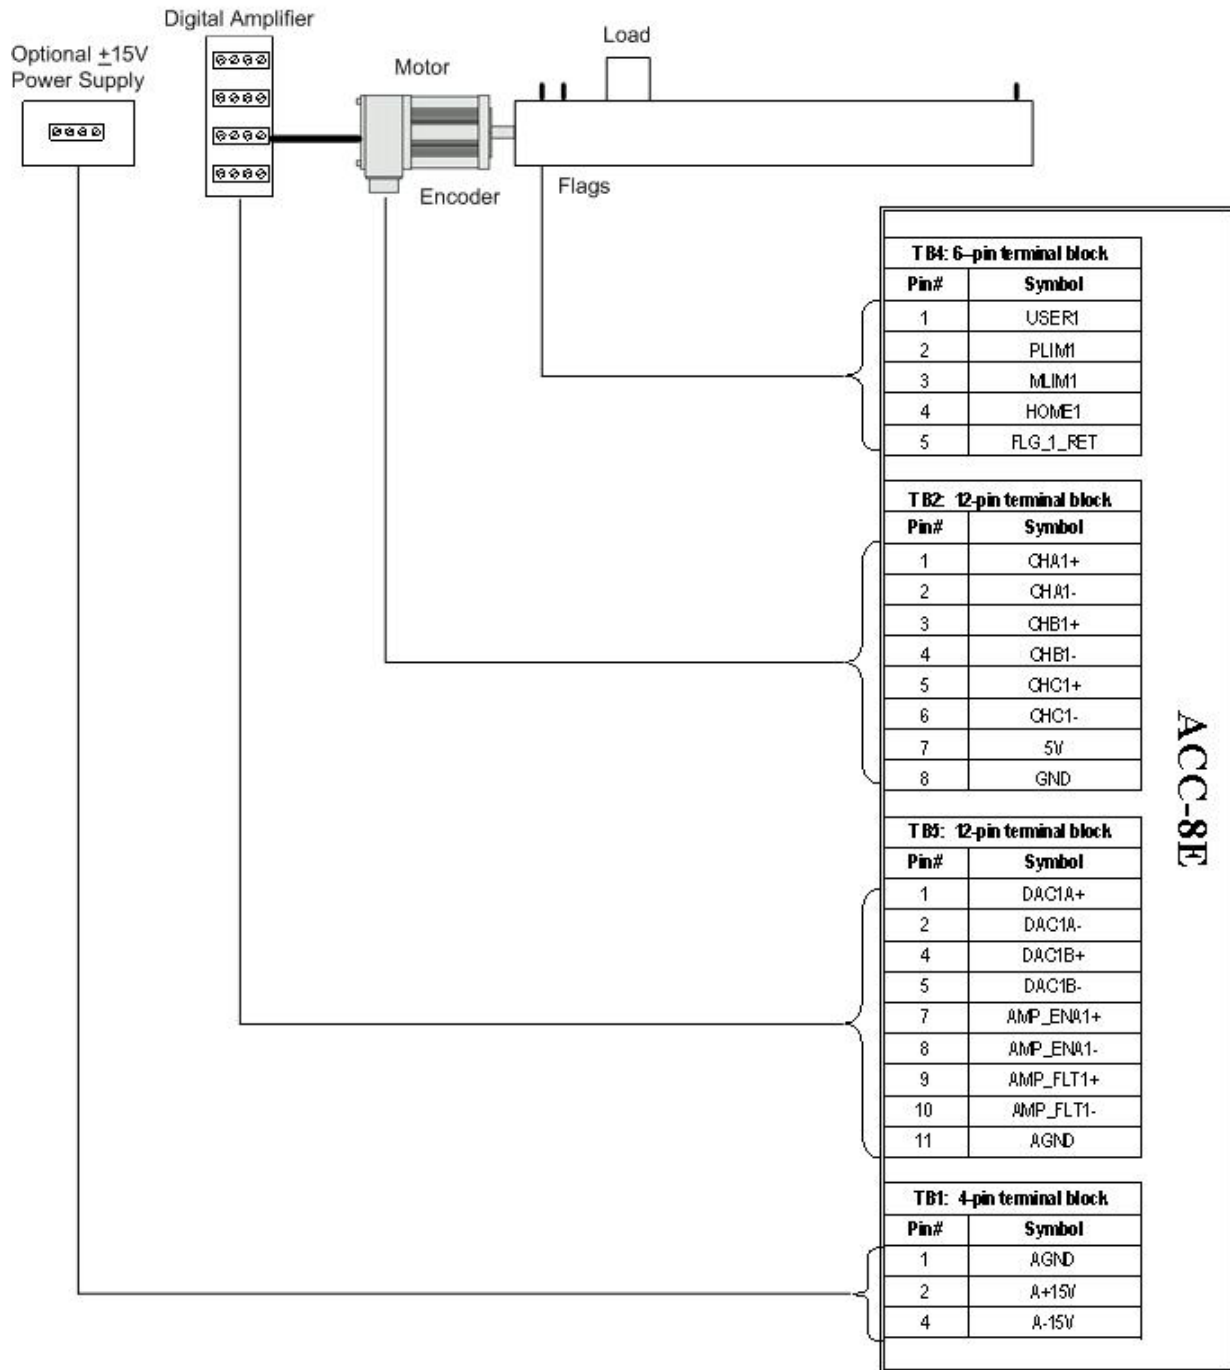 Digital Amplifier
Optional ±15V
Power Supply
Motor
Load
Encoder
Flags
TB4: 6-pin terminal block
Pin# Symbol
1 USER1
2 PLIM1
3 MLIM1
4 HOME1
5 FLG_1_RET
TB2: 12-pin terminal block
Pin# Symbol
1 CHA1+
2 CHA1-
3 CHB1+
4 CHB1-
5 CHC1+
6 CHC1-
7 5V
8 GND
TB5: 12-pin terminal block
Pin# Symbol
1 DAC1A+
2 DAC1A-
4 DAC1B+
5 DAC1B-
7 AMP_ENA1+
8 AMP_ENA1-
9 AMP_FLT1+
10 AMP_FLT1-
11 AGND
TB1: 4-pin terminal block
Pin# Symbol
1 AGND
2 A+15V
4 A-15V
ACC-8E